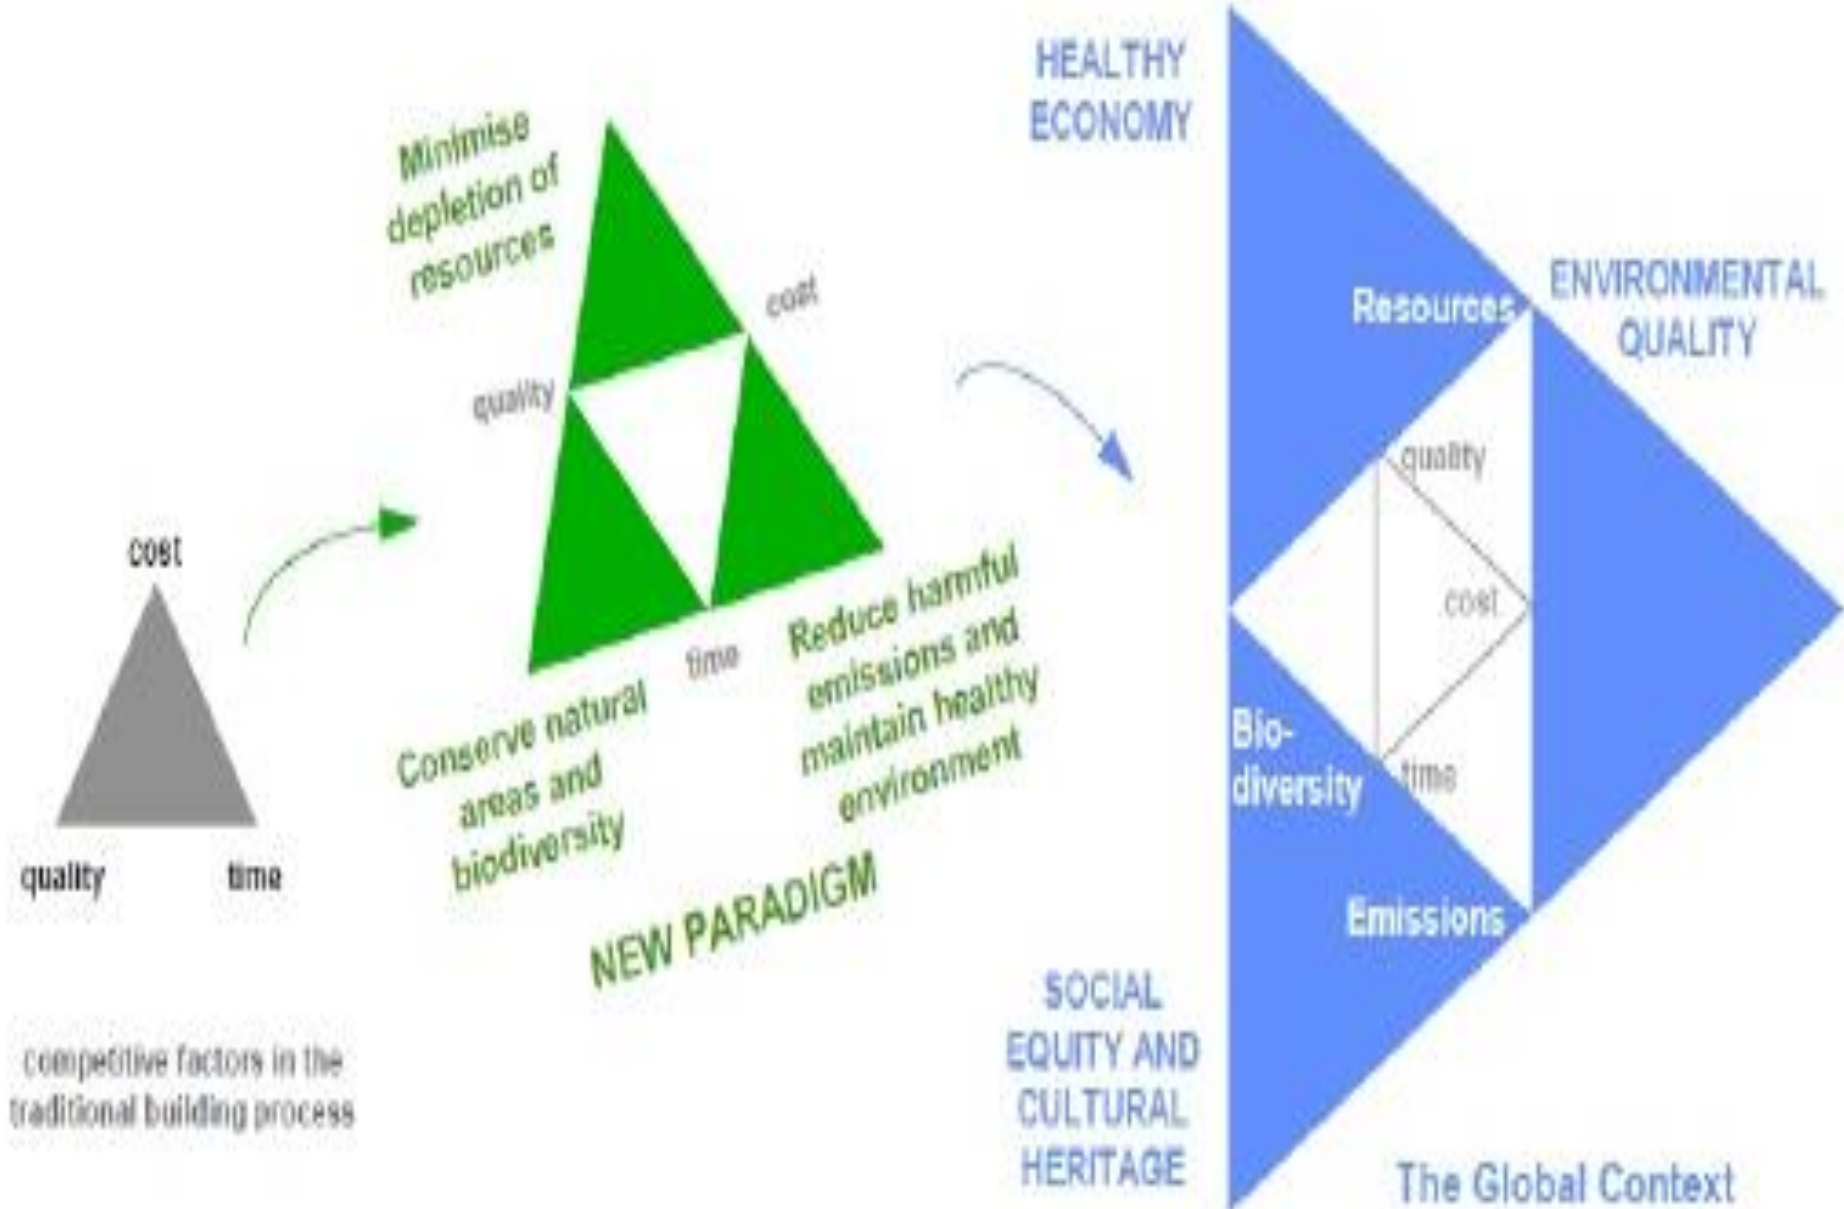 cost
quality
time
competitive factors in the
traditional building process
Minimise
depletion of
resources
cost
quality
time
Conserve natural
areas and
biodiversity
Reduce harmful
emissions and
maintain healthy
environment
NEW PARADIGM
HEALTHY
ECONOMY
Resources
ENVIRONMENTAL
QUALITY
quality
cost
time
Bio-
diversity
Emissions
SOCIAL
EQUITY AND
CULTURAL
HERITAGE
The Global Context